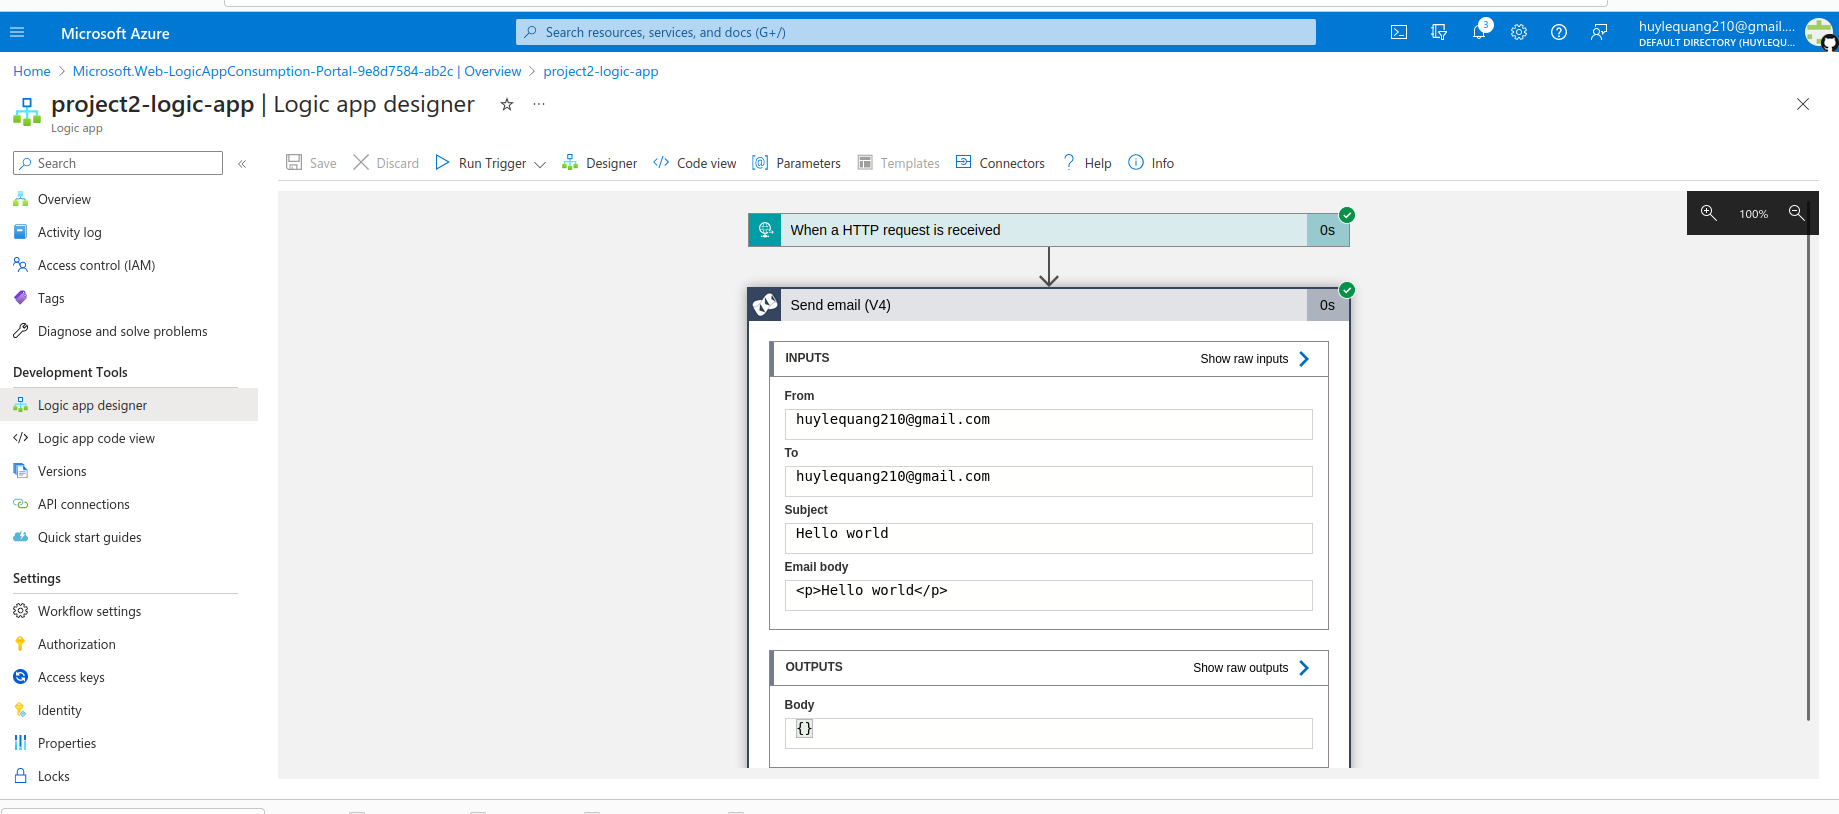 Microsoft Azure
Search resources, services, and docs (G+/)
3
huylequang210@gmail....
DEFAULT DIRECTORY (HUYLEQU...
Home > Microsoft.Web-LogicAppConsumption-Portal-9e8d7584-ab2c | Overview > project2-logic-app
project2-logic-app | Logic app designer
Logic app
Search
Save
Discard
Run Trigger
Designer
Code view
Parameters
Templates
Connectors
Help
Info
Overview
Activity log
Access control (IAM)
Tags
Diagnose and solve problems
Development Tools
Logic app designer
Logic app code view
Versions
API connections
Quick start guides
Settings
Workflow settings
Authorization
Access keys
Identity
Properties
Locks
100%
When a HTTP request is received
0s
Send email (V4)
0s
INPUTS
Show raw inputs
From
huylequang210@gmail.com
To
huylequang210@gmail.com
Subject
Hello world
Email body
<p>Hello world</p>
OUTPUTS
Show raw outputs
Body
{}